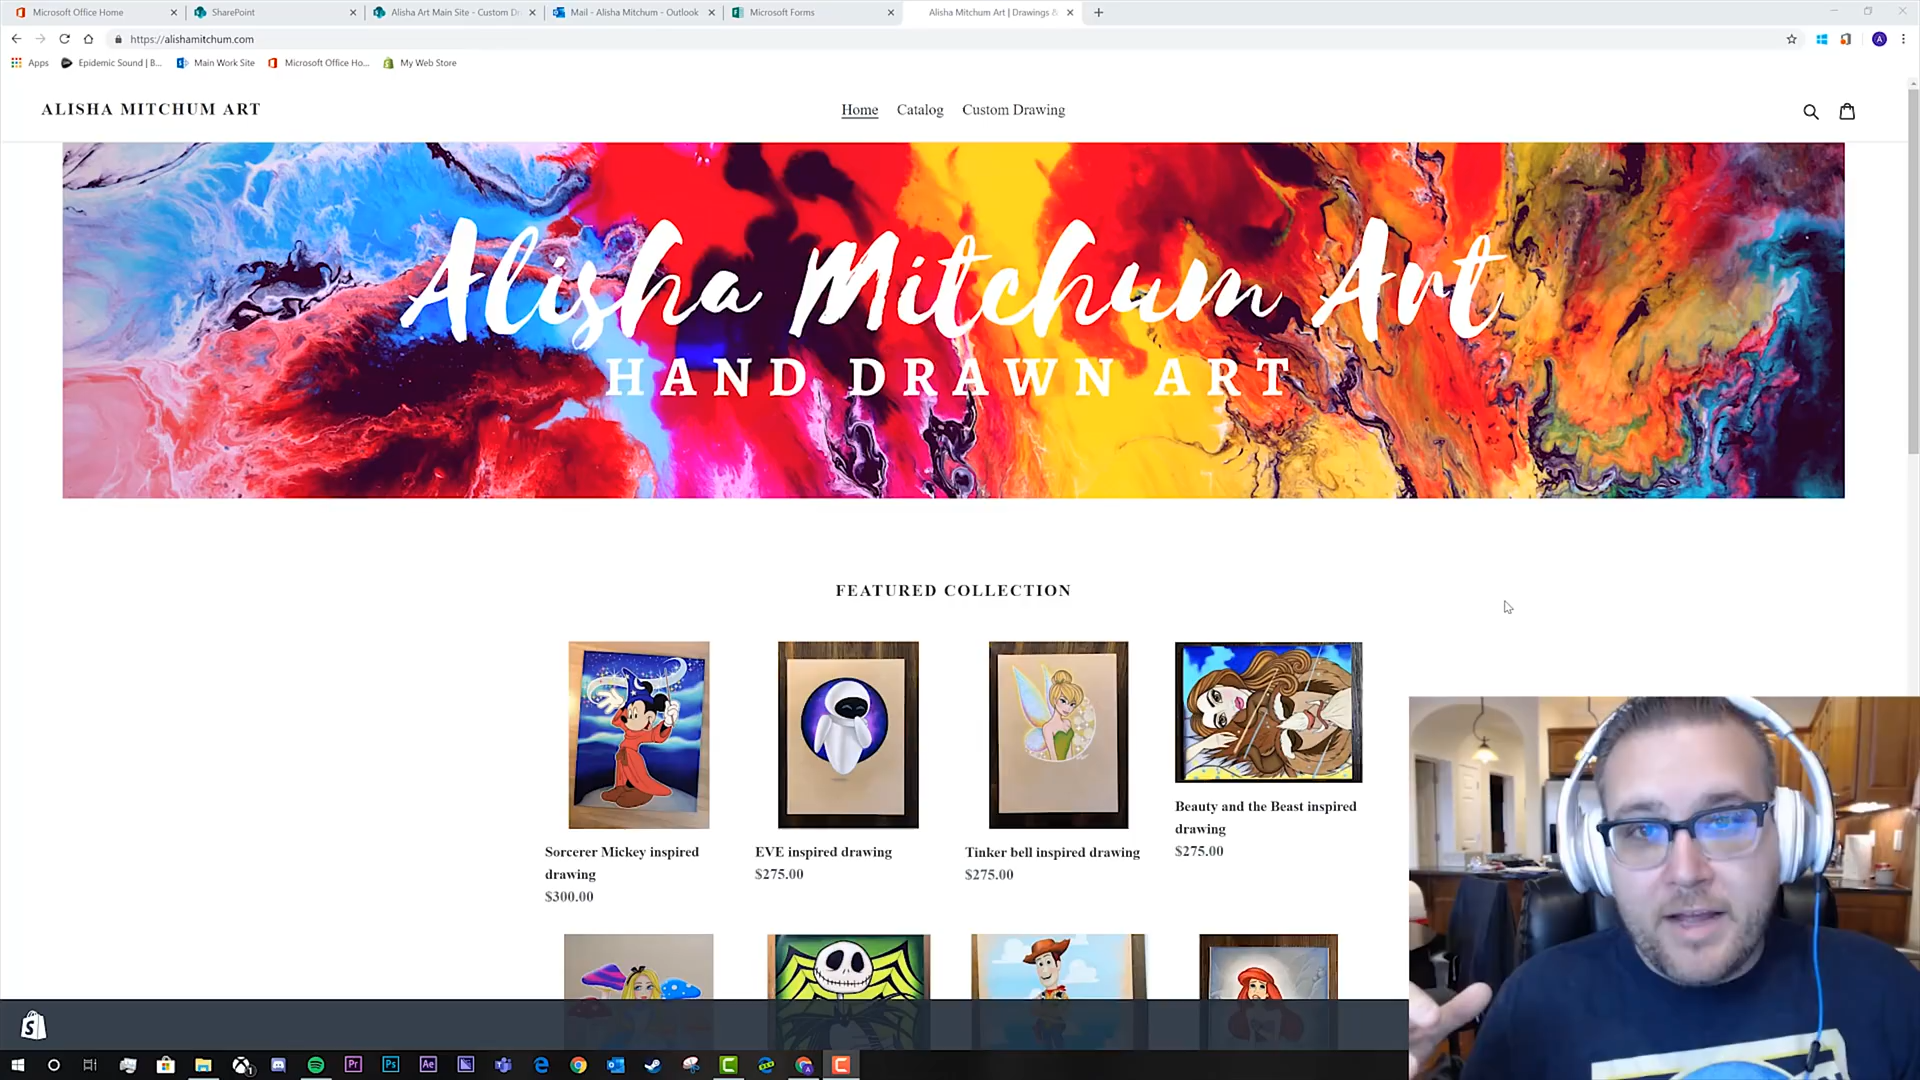 Microsoft Office Home
SharePoint
Alisha Art Main Site - Custom Dr
Mail - Alisha Mitchum - Outlook
Microsoft Forms
Alisha Mitchum Art | Drawings &
https://alishamitchum.com
A
Apps
Epidemic Sound | B...
Main Work Site
Microsoft Office Ho...
My Web Store
ALISHA MITCHUM ART
Home
Catalog
Custom Drawing
Alisha Mitchum Art
HAND DRAWN ART
FEATURED COLLECTION
Sorcerer Mickey inspired
drawing
$300.00
EVE inspired drawing
$275.00
Tinker bell inspired drawing
$275.00
Beauty and the Beast inspired
drawing
$275.00